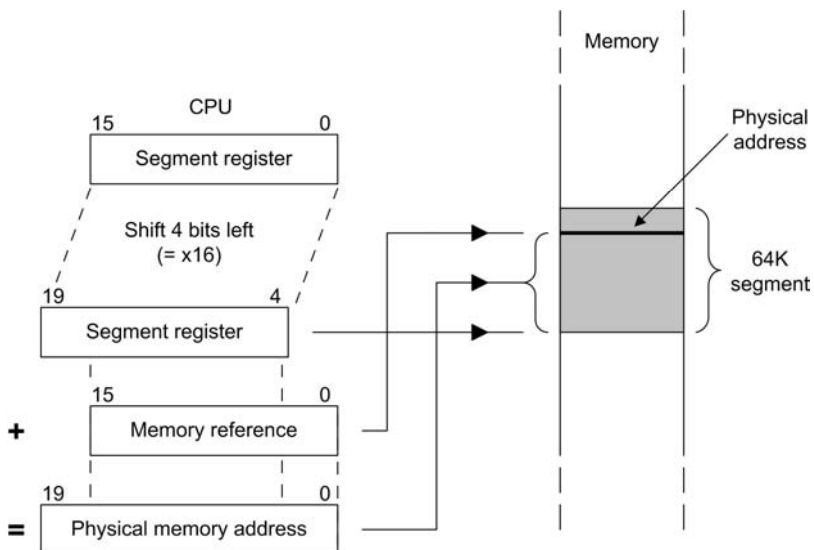 Memory
CPU
15 0
Segment register
Physical
address
Shift 4 bits left
(= x16)
64K
segment
19 4
Segment register
15 0
+ Memory reference
19 0
= Physical memory address